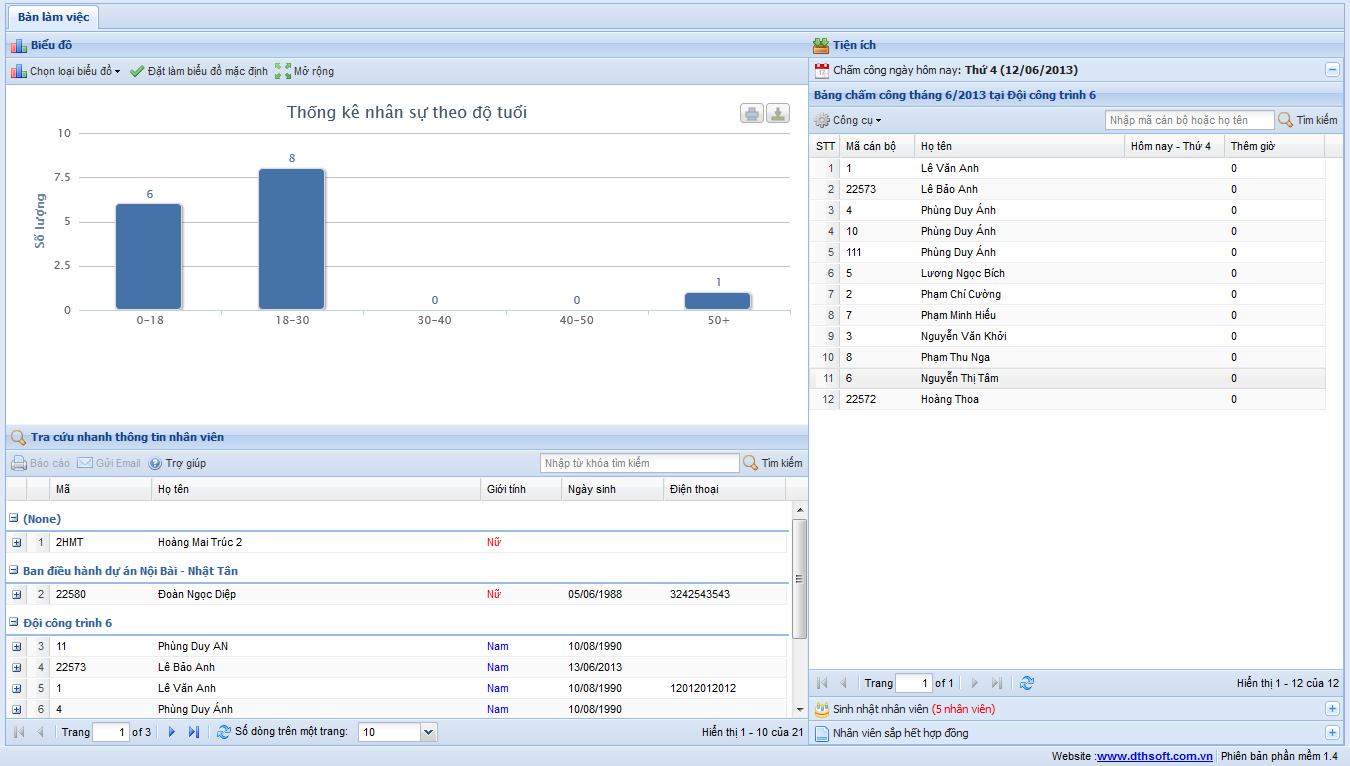 Bàn làm việc
Biểu đồ
Chọn loại biểu đồ Đặt làm biểu đồ mặc định Mở rộng
Thống kê nhân sự theo độ tuổi
Số lượng
10
7.5
5
2.5
0
6
8
0
0
1
0-18
18-30
30-40
40-50
50+
Tra cứu nhanh thông tin nhân viên
Báo cáo Gửi Email Trợ giúp Nhập từ khóa tìm kiếm Tìm kiếm
Mã Họ tên Giới tính Ngày sinh Điện thoại
(None)
1 2HMT Hoàng Mai Trúc 2 Nữ
Ban điều hành dự án Nội Bài - Nhật Tân
2 22580 Đoàn Ngọc Diệp Nữ 05/06/1988 3242543543
Đội công trình 6
3 11 Phùng Duy AN Nam 10/08/1990
4 22573 Lê Bảo Anh Nam 13/06/2013
5 1 Lê Văn Anh Nam 10/08/1990 12012012012
6 4 Phùng Duy Ánh Nam 10/08/1990
Trang 1 of 3 Số dòng trên một trang: 10 Hiển thị 1 - 10 của 21
Tiện ích
Chấm công ngày hôm nay: Thứ 4 (12/06/2013)
Bảng chấm công tháng 6/2013 tại Đội công trình 6
Công cụ Nhập mã cán bộ hoặc họ tên Tìm kiếm
STT Mã cán bộ Họ tên Hôm nay - Thứ 4 Thêm giờ
1 1 Lê Văn Anh 0
2 22573 Lê Bảo Anh 0
3 4 Phùng Duy Ánh 0
4 10 Phùng Duy Ánh 0
5 111 Phùng Duy Ánh 0
6 5 Lương Ngọc Bích 0
7 2 Phạm Chí Cường 0
8 7 Phạm Minh Hiếu 0
9 3 Nguyễn Văn Khởi 0
10 8 Phạm Thu Nga 0
11 6 Nguyễn Thị Tâm 0
12 22572 Hoàng Thoa 0
Trang 1 of 1 Hiển thị 1 - 12 của 12
Sinh nhật nhân viên (5 nhân viên)
Nhân viên sắp hết hợp đồng
Website :www.dthsoft.com.vn Phiên bản phần mềm 1.4